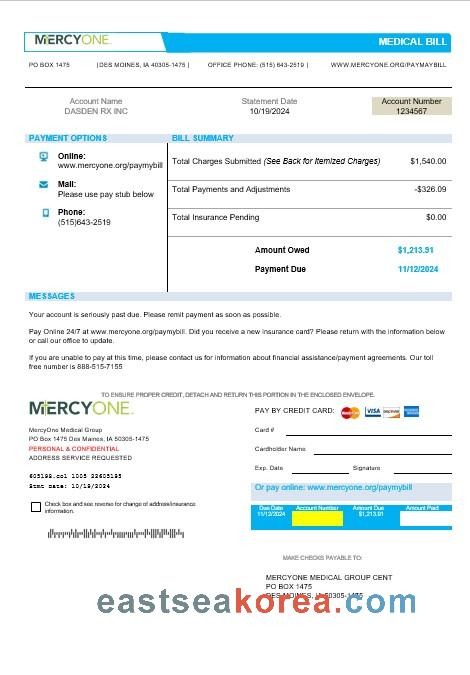 MERCYONE.
MEDICAL BILL
PO BOX 1475 |DES MOINES, IA 40305-1475 | OFFICE PHONE: (515) 643-2519 | WWW.MERCYONE.ORG/PAYMAYBILL
Account Name Statement Date Account Number
DASDEN RX INC 10/19/2024 1234567
PAYMENT OPTIONS BILL SUMMARY
Online:
www.mercyone.org/paymybill
Mail:
Please use pay stub below
Phone:
(515)643-2519
Total Charges Submitted (See Back for Itemized Charges) $1,540.00
Total Payments and Adjustments -$326.09
Total Insurance Pending $0.00
Amount Owed $1,213.91
Payment Due 11/12/2024
MESSAGES
Your account is seriously past due. Please remit payment as soon as possible.
Pay Online 24/7 at www.mercyone.org/paymybill. Did you receive a new insurance card? Please return with the information below
or call our office to update.
If you are unable to pay at this time, please contact us for information about financial assistance/payment agreements. Our toll
free number is 888-515-7155
TO ENSURE PROPER CREDIT, DETACH AND RETURN THIS PORTION IN THE ENCLOSED ENVELOPE.
MERCYONE.
MercyOne Medical Group
PO Box 1475 Des Maines, IA 50305-1475
PERSONAL & CONFIDENTIAL
ADDRESS SERVICE REQUESTED
Stmt date: 10/19/2024
Check box and see reverse for change of address/insurance
information.
PAY BY CREDIT CARD: MasterCard VISA DISCOVER
Card #
Cardholder Name
Exp. Date Signature
Or pay online: www.mercyone.org/paymybill
Due Date Account Number Amount Due Amount Paid
11/12/2024 $1,213.91
MAKE CHECKS PAYABLE TO:
MERCYONE MEDICAL GROUP CENT
PO BOX 1475
DES MOINES, IA 50305-1475
eastseakorea.com